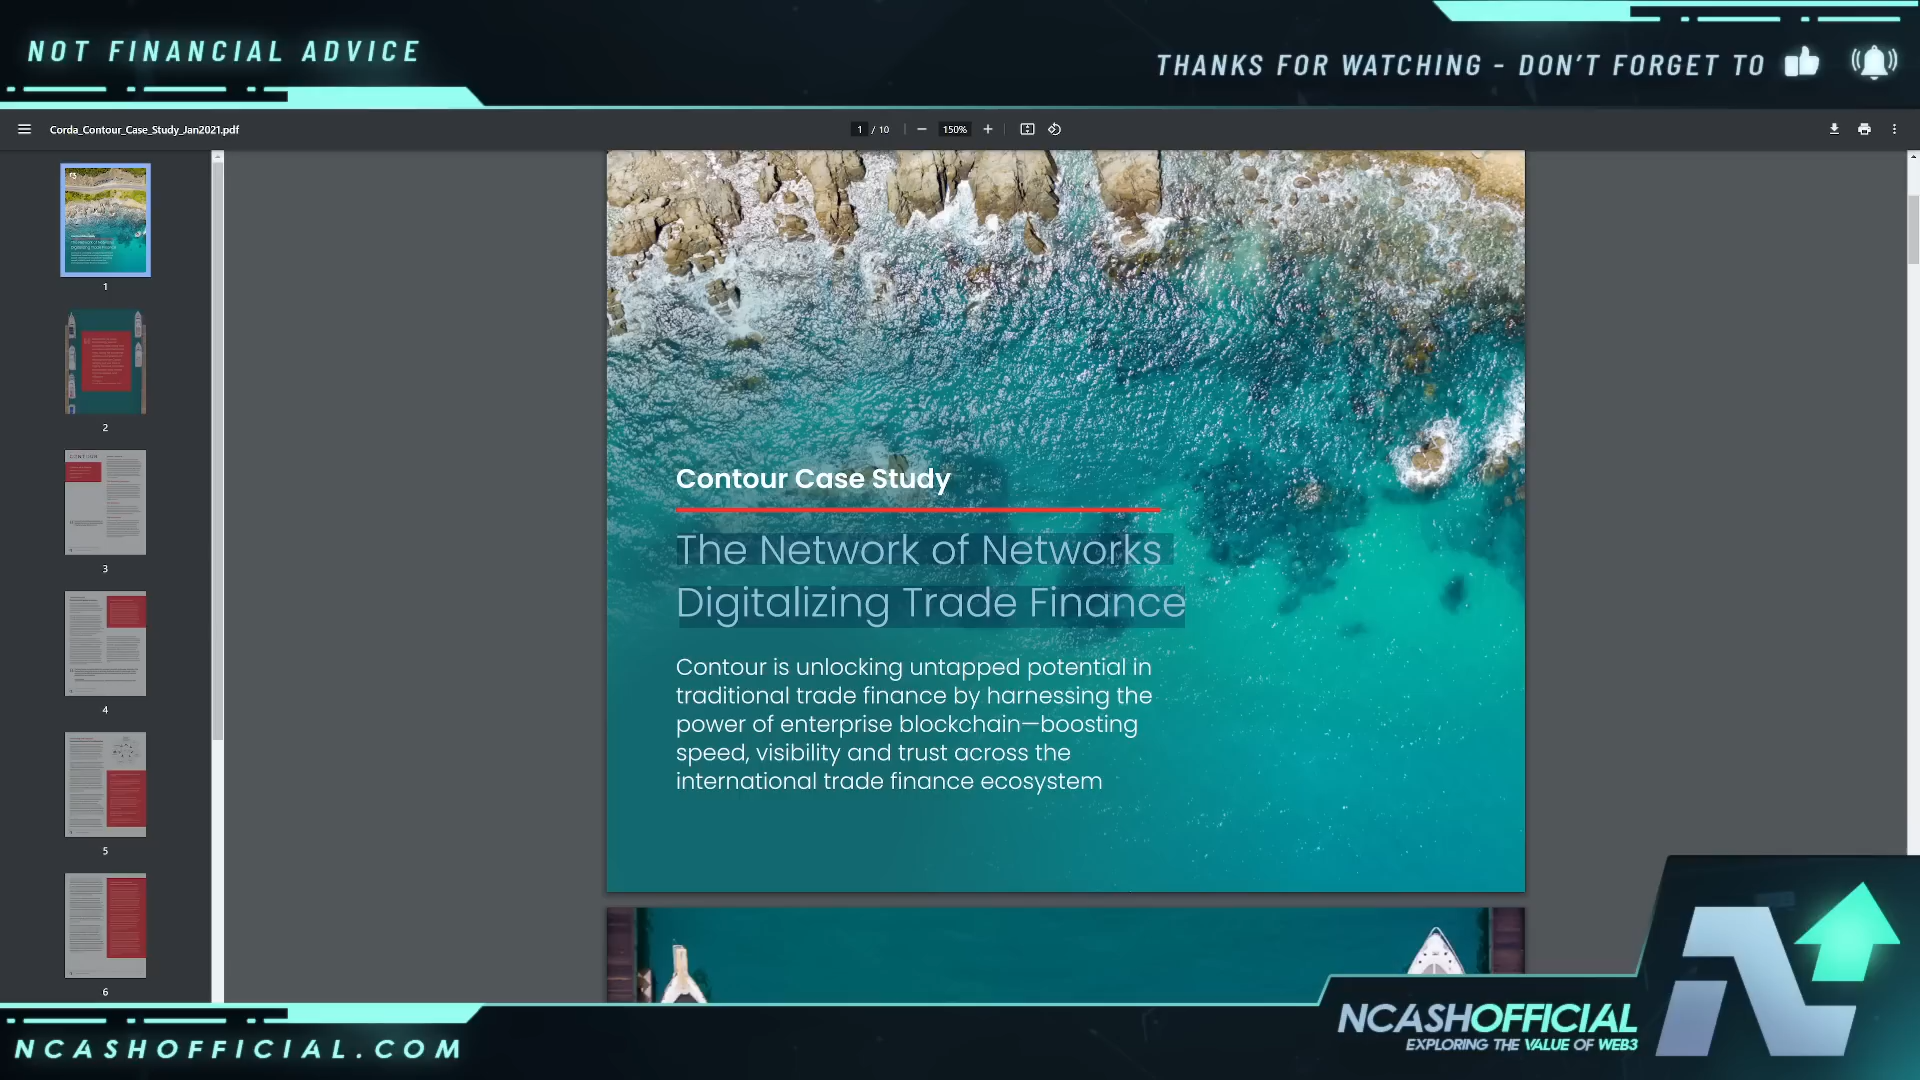 NOT FINANCIAL ADVICE
THANKS FOR WATCHING - DON'T FORGET TO
Corda_Contour_Case_Study_Jan2021.pdf
1 / 10
150%
1
2
3
4
5
6
Contour Case Study
The Network of Networks
Digitalizing Trade Finance
Contour is unlocking untapped potential in
traditional trade finance by harnessing the
power of enterprise blockchain—boosting
speed, visibility and trust across the
international trade finance ecosystem
NCASHOFFICIAL.COM
NCASHOFFICIAL
EXPLORING THE VALUE OF WEB3